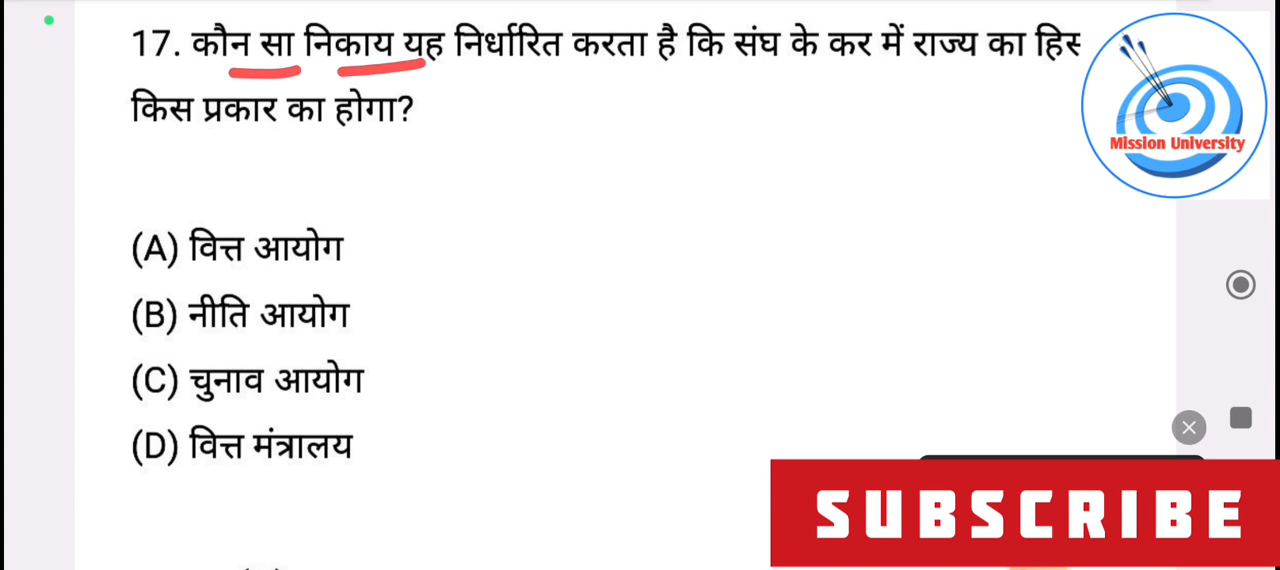 17. कौन सा निकाय यह निर्धारित करता है कि संघ के कर में राज्य का
किस प्रकार का होगा?
Mission University
(A) वित्त आयोग
(B) नीति आयोग
(C) चुनाव आयोग
(D) वित्त मंत्रालय
SUBSCRIBE